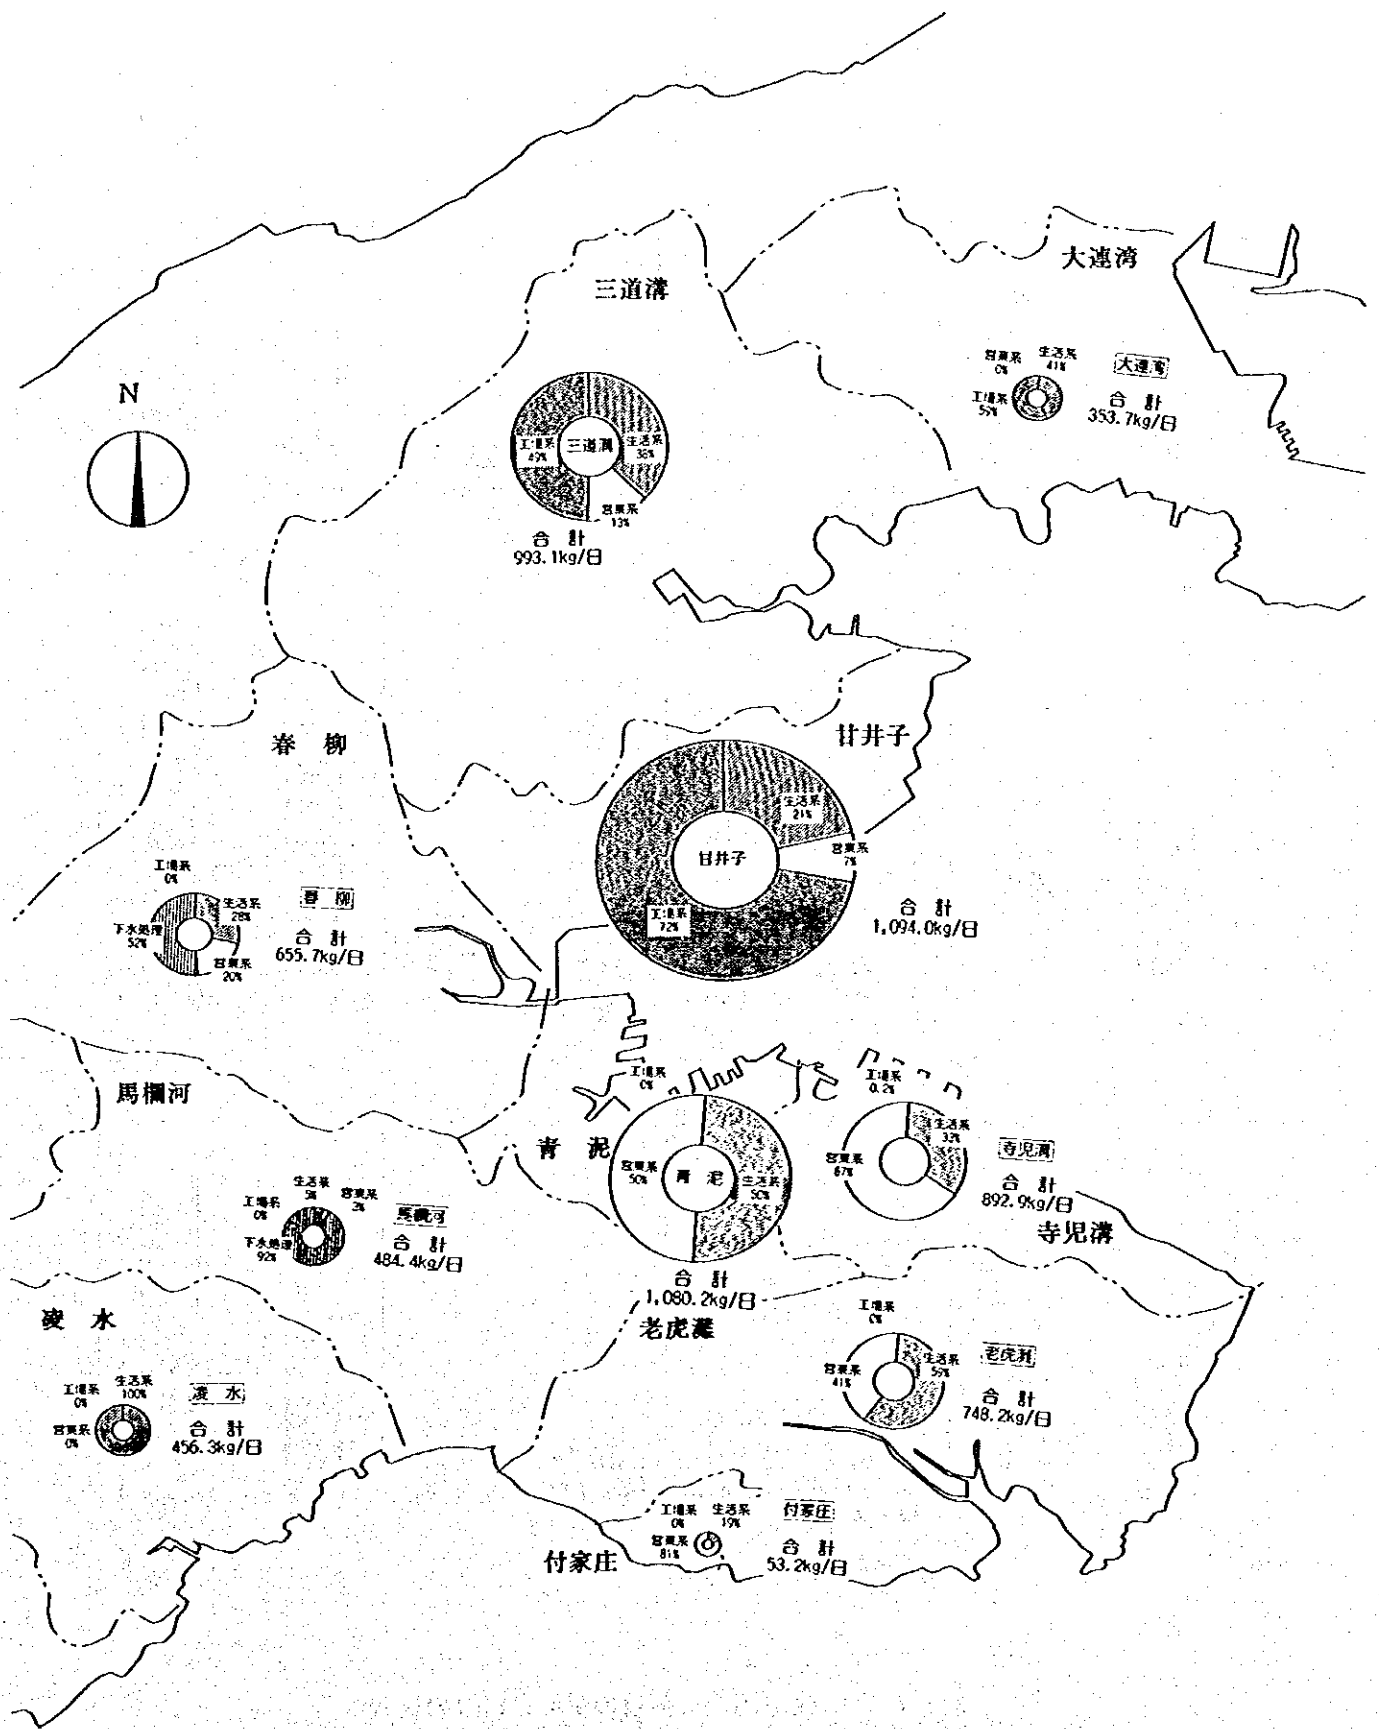 大連湾
三道溝
営業系
0%
生活系
41%
大連湾
工場系
59%
合計
353.7kg/日
N
工場系
49%
三道溝
生活系
38%
営業系
13%
合計
993.1kg/日
春柳
甘井子
生活系
21%
甘井子
営業系
7%
工場系
72%
合計
1,094.0kg/日
工場系
0%
生活系
28%
春柳
下水処理
52%
営業系
20%
合計
655.7kg/日
馬欄河
工場系
0%
工場系
0.2%
青泥
営業系
50%
青泥
生活系
50%
合計
1,080.2kg/日
生活系
33%
営業系
67%
寺児溝
合計
892.9kg/日
寺児溝
生活系
5%
営業系
3%
工場系
0%
馬欄河
下水処理
92%
合計
484.4kg/日
凌水
老虎灘
工場系
0%
生活系
59%
老虎灘
営業系
41%
合計
748.2kg/日
生活系
100%
工場系
0%
凌水
営業系
0%
合計
456.3kg/日
工場系
0%
生活系
19%
付家庄
営業系
81%
合計
53.2kg/日
付家庄